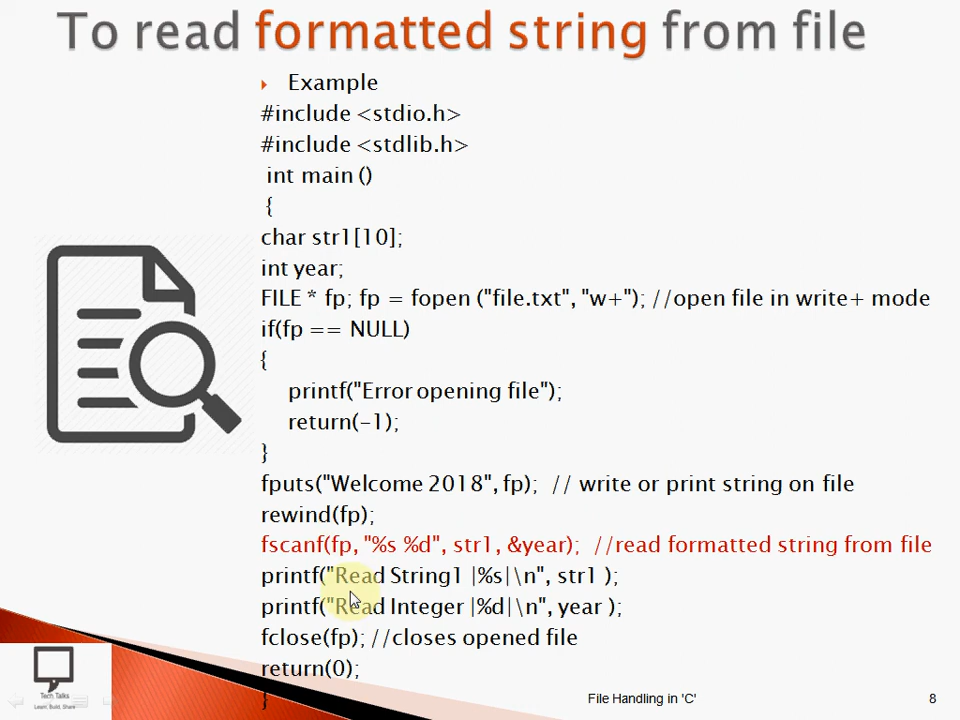 To read formatted string from file
Example
#include <stdio.h>
#include <stdlib.h>
int main ()
{
char str1[10];
int year;
FILE * fp; fp = fopen ("file.txt", "w+"); //open file in write+ mode
if(fp == NULL)
{
printf("Error opening file");
return(-1);
}
fputs("Welcome 2018", fp); // write or print string on file
rewind(fp);
fscanf(fp, "%s %d", str1, &year); //read formatted string from file
printf("Read String1 |%s|\n", str1 );
printf("Read Integer |%d|\n", year );
fclose(fp); //closes opened file
return(0);
}
Tech Talks
Learn. Build. Share
File Handling in 'C'
8